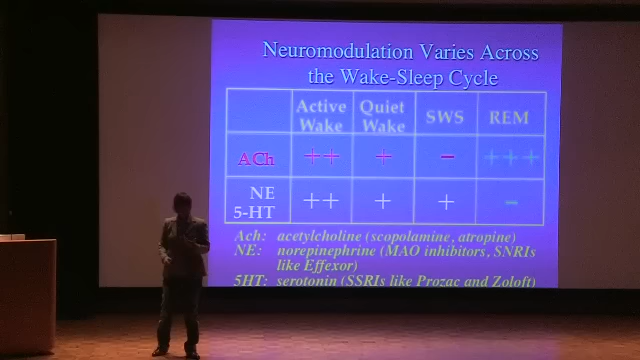 Neuromodulation Varies Across
the Wake-Sleep Cycle
Active Wake Quiet Wake SWS REM
ACh ++ + - +++
NE 5-HT ++ + + -
Ach: acetylcholine (scopolamine, atropine)
NE: norepinephrine (MAO inhibitors, SNRIs
like Effexor)
5HT: serotonin (SSRIs like Prozac and Zoloft)